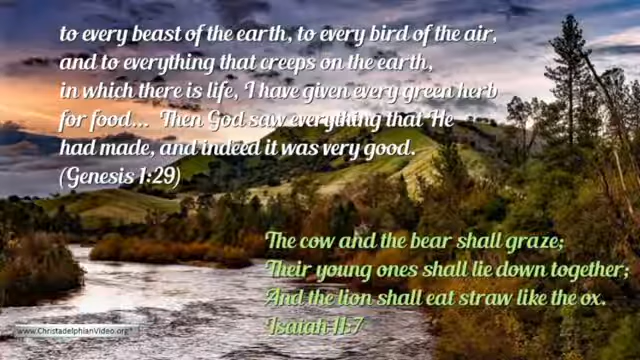 to every beast of the earth, to every bird of the air,
and to everything that creeps on the earth,
in which there is life, I have given every green herb
for food... Then God saw everything that He
had made, and indeed it was very good.
(Genesis 1:29)
The cow and the bear shall graze;
Their young ones shall lie down together;
And the lion shall eat straw like the ox.
Isaiah 11:7
www.ChristadelphianVideo.org